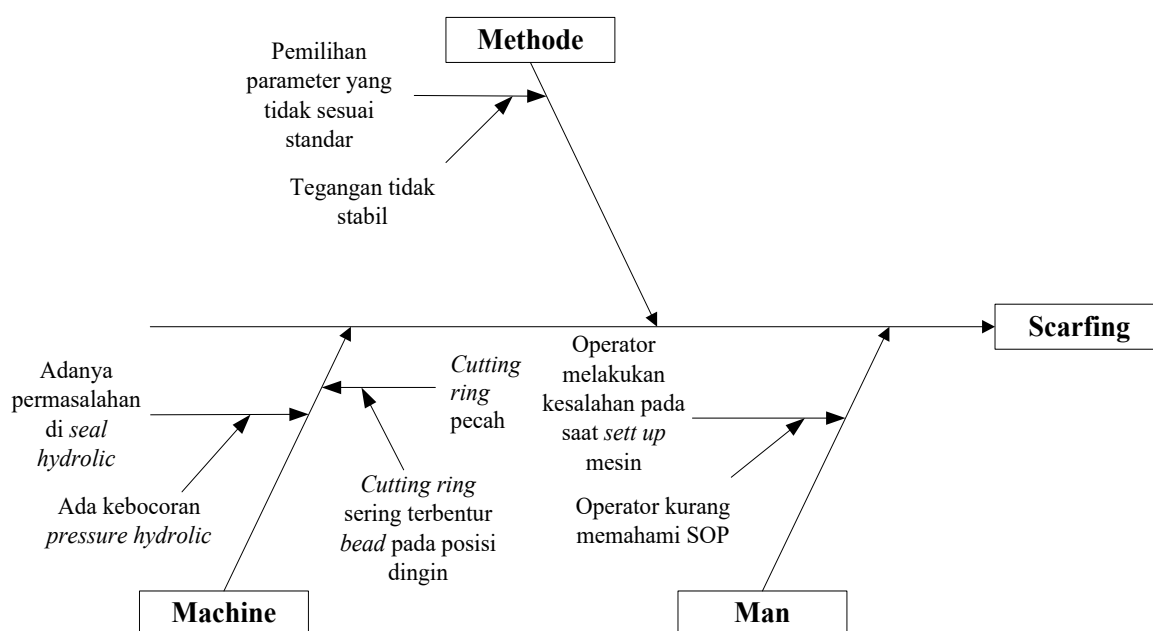 Methode
Pemilihan
parameter yang
tidak sesuai
standar
Tegangan tidak
stabil
Scarfing
Adanya
permasalahan
di seal
hydrolic
Ada kebocoran
pressure hydrolic
Cutting
ring
pecah
Cutting ring
sering terbentur
bead pada posisi
dingin
Operator
melakukan
kesalahan pada
saat sett up
mesin
Operator kurang
memahami SOP
Machine
Man